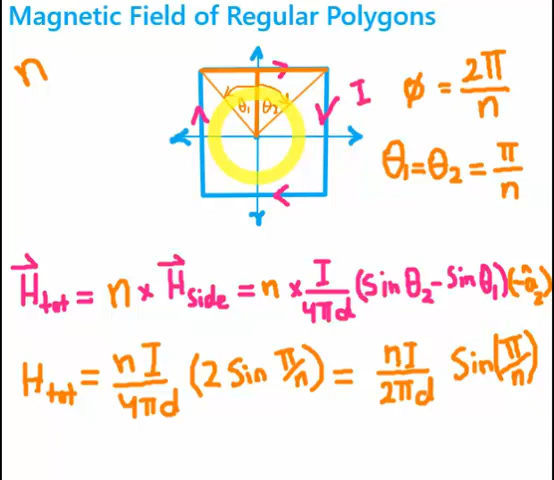 Magnetic Field of Regular Polygons
n
θ₁ θ₂
I
ϕ = 2π/n
θ₁=θ₂ = π/n
H⃗tot = n × H⃗side = n × I/4πd (Sin θ₂ - Sin θ₁)(-âz)
Htot = nI/4πd (2 Sin π/n) = nI/2πd Sin(π/n)